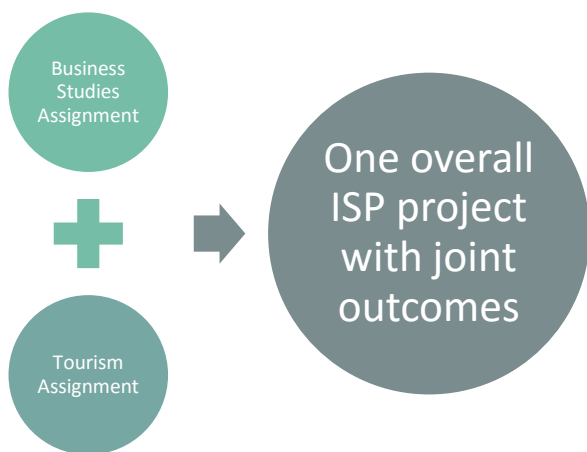 Business
Studies
Assignment
Tourism
Assignment
One overall
ISP project
with joint
outcomes